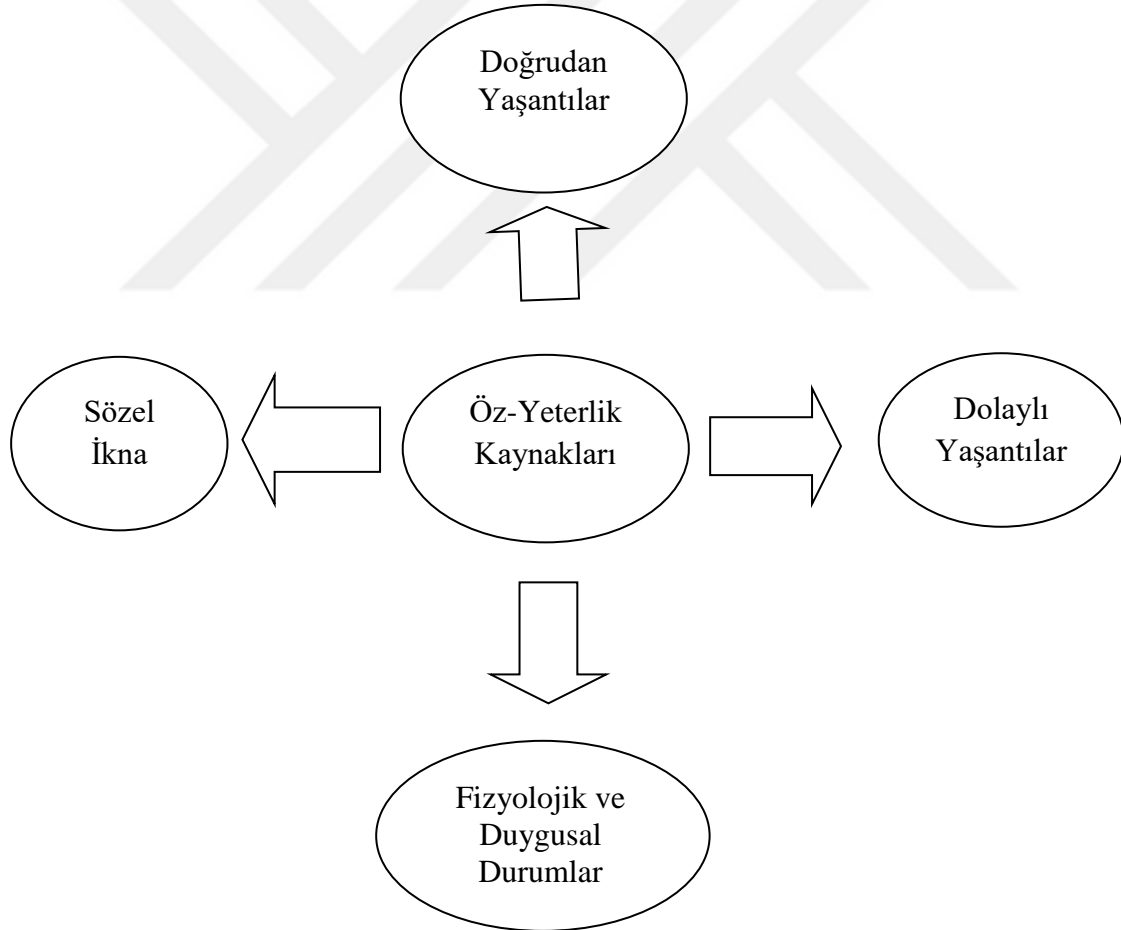 Doğrudan
Yaşantılar
Sözel
İkna
Öz-Yeterlik
Kaynakları
Dolaylı
Yaşantılar
Fizyolojik ve
Duygusal
Durumlar